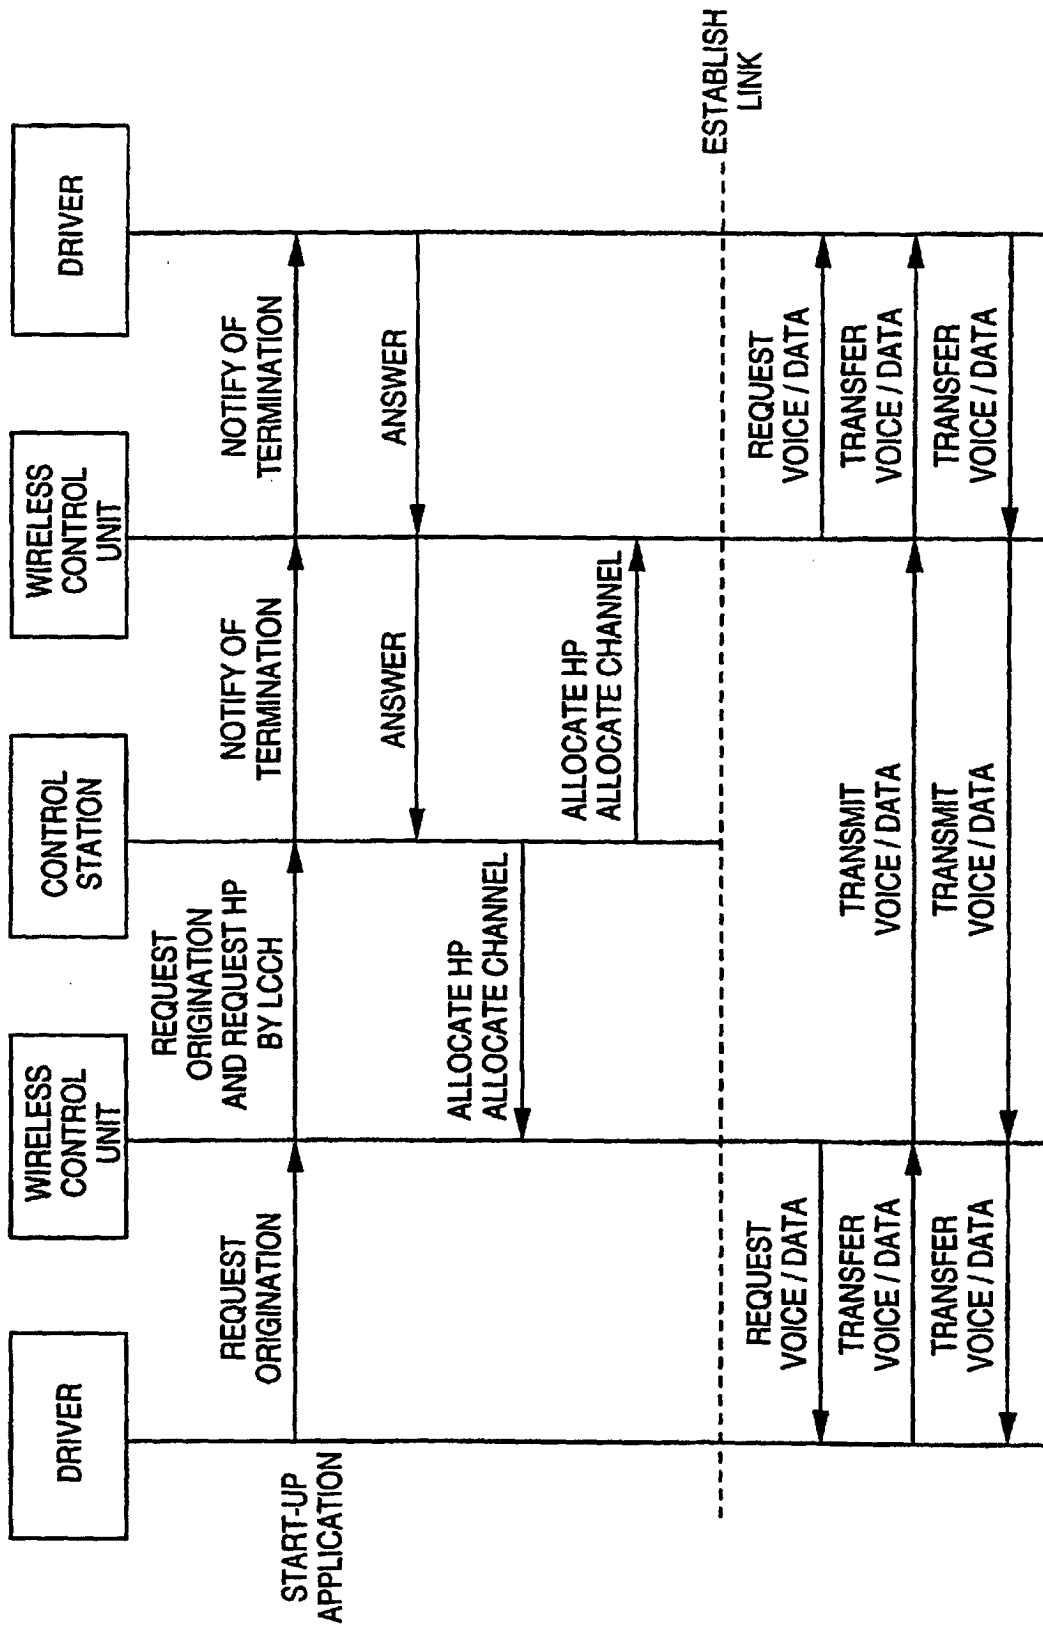 DRIVER
WIRELESS
CONTROL
UNIT
CONTROL
STATION
WIRELESS
CONTROL
UNIT
DRIVER
START-UP
APPLICATION
REQUEST
ORIGINATION
REQUEST
ORIGINATION
AND REQUEST HP
BY LCCH
NOTIFY OF
TERMINATION
NOTIFY OF
TERMINATION
ANSWER
ANSWER
ALLOCATE HP
ALLOCATE CHANNEL
ALLOCATE HP
ALLOCATE CHANNEL
ESTABLISH
LINK
REQUEST
VOICE / DATA
REQUEST
VOICE / DATA
TRANSFER
VOICE / DATA
TRANSMIT
VOICE / DATA
TRANSFER
VOICE / DATA
TRANSFER
VOICE / DATA
TRANSMIT
VOICE / DATA
TRANSFER
VOICE / DATA